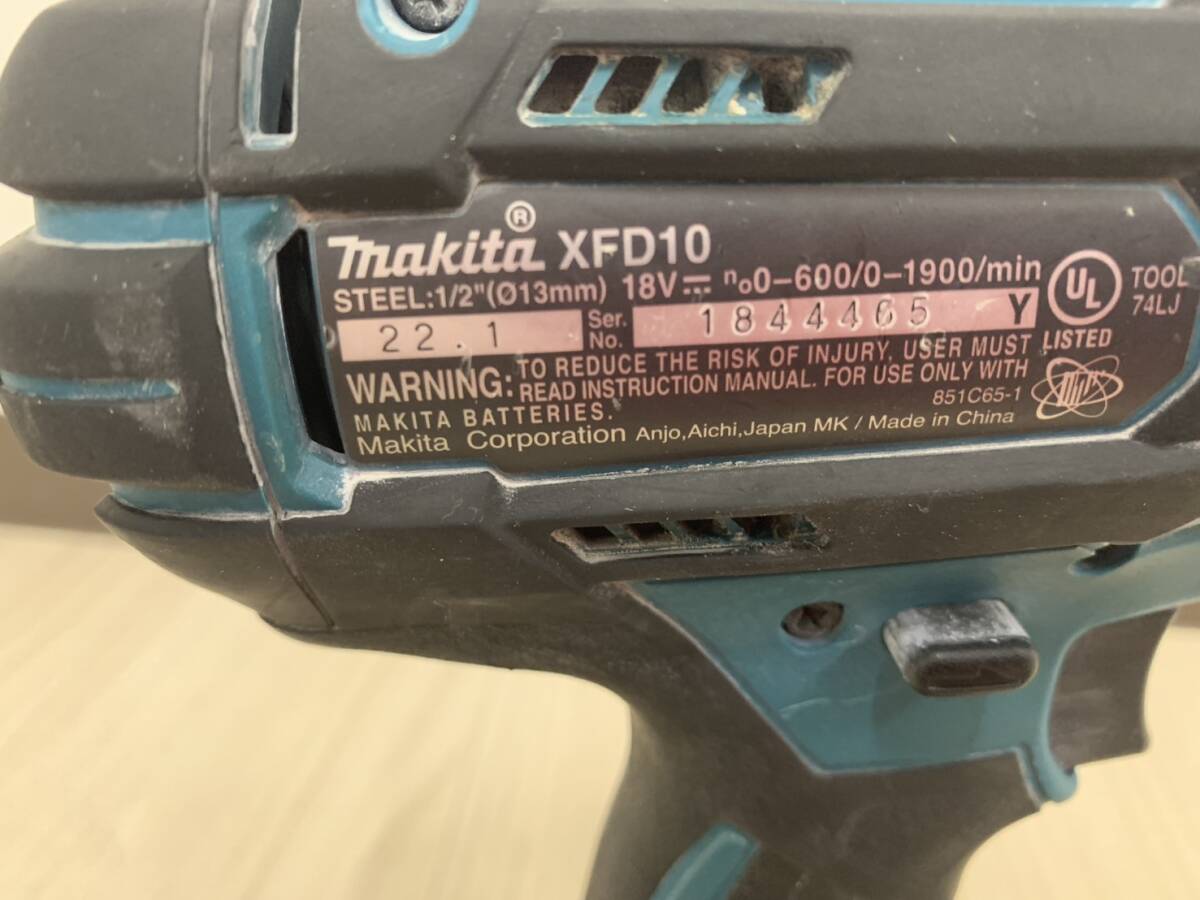 makita® XFD10
STEEL:1/2"(Ø13mm) 18V⎓ n₀0–600/0–1900/min
22.1 Ser. No. 1844465 Y
WARNING: TO REDUCE THE RISK OF INJURY, USER MUST
READ INSTRUCTION MANUAL. FOR USE ONLY WITH
MAKITA BATTERIES. 851C65-1
Makita Corporation Anjo,Aichi,Japan MK / Made in China
UL
LISTED
TOOL
74LJ